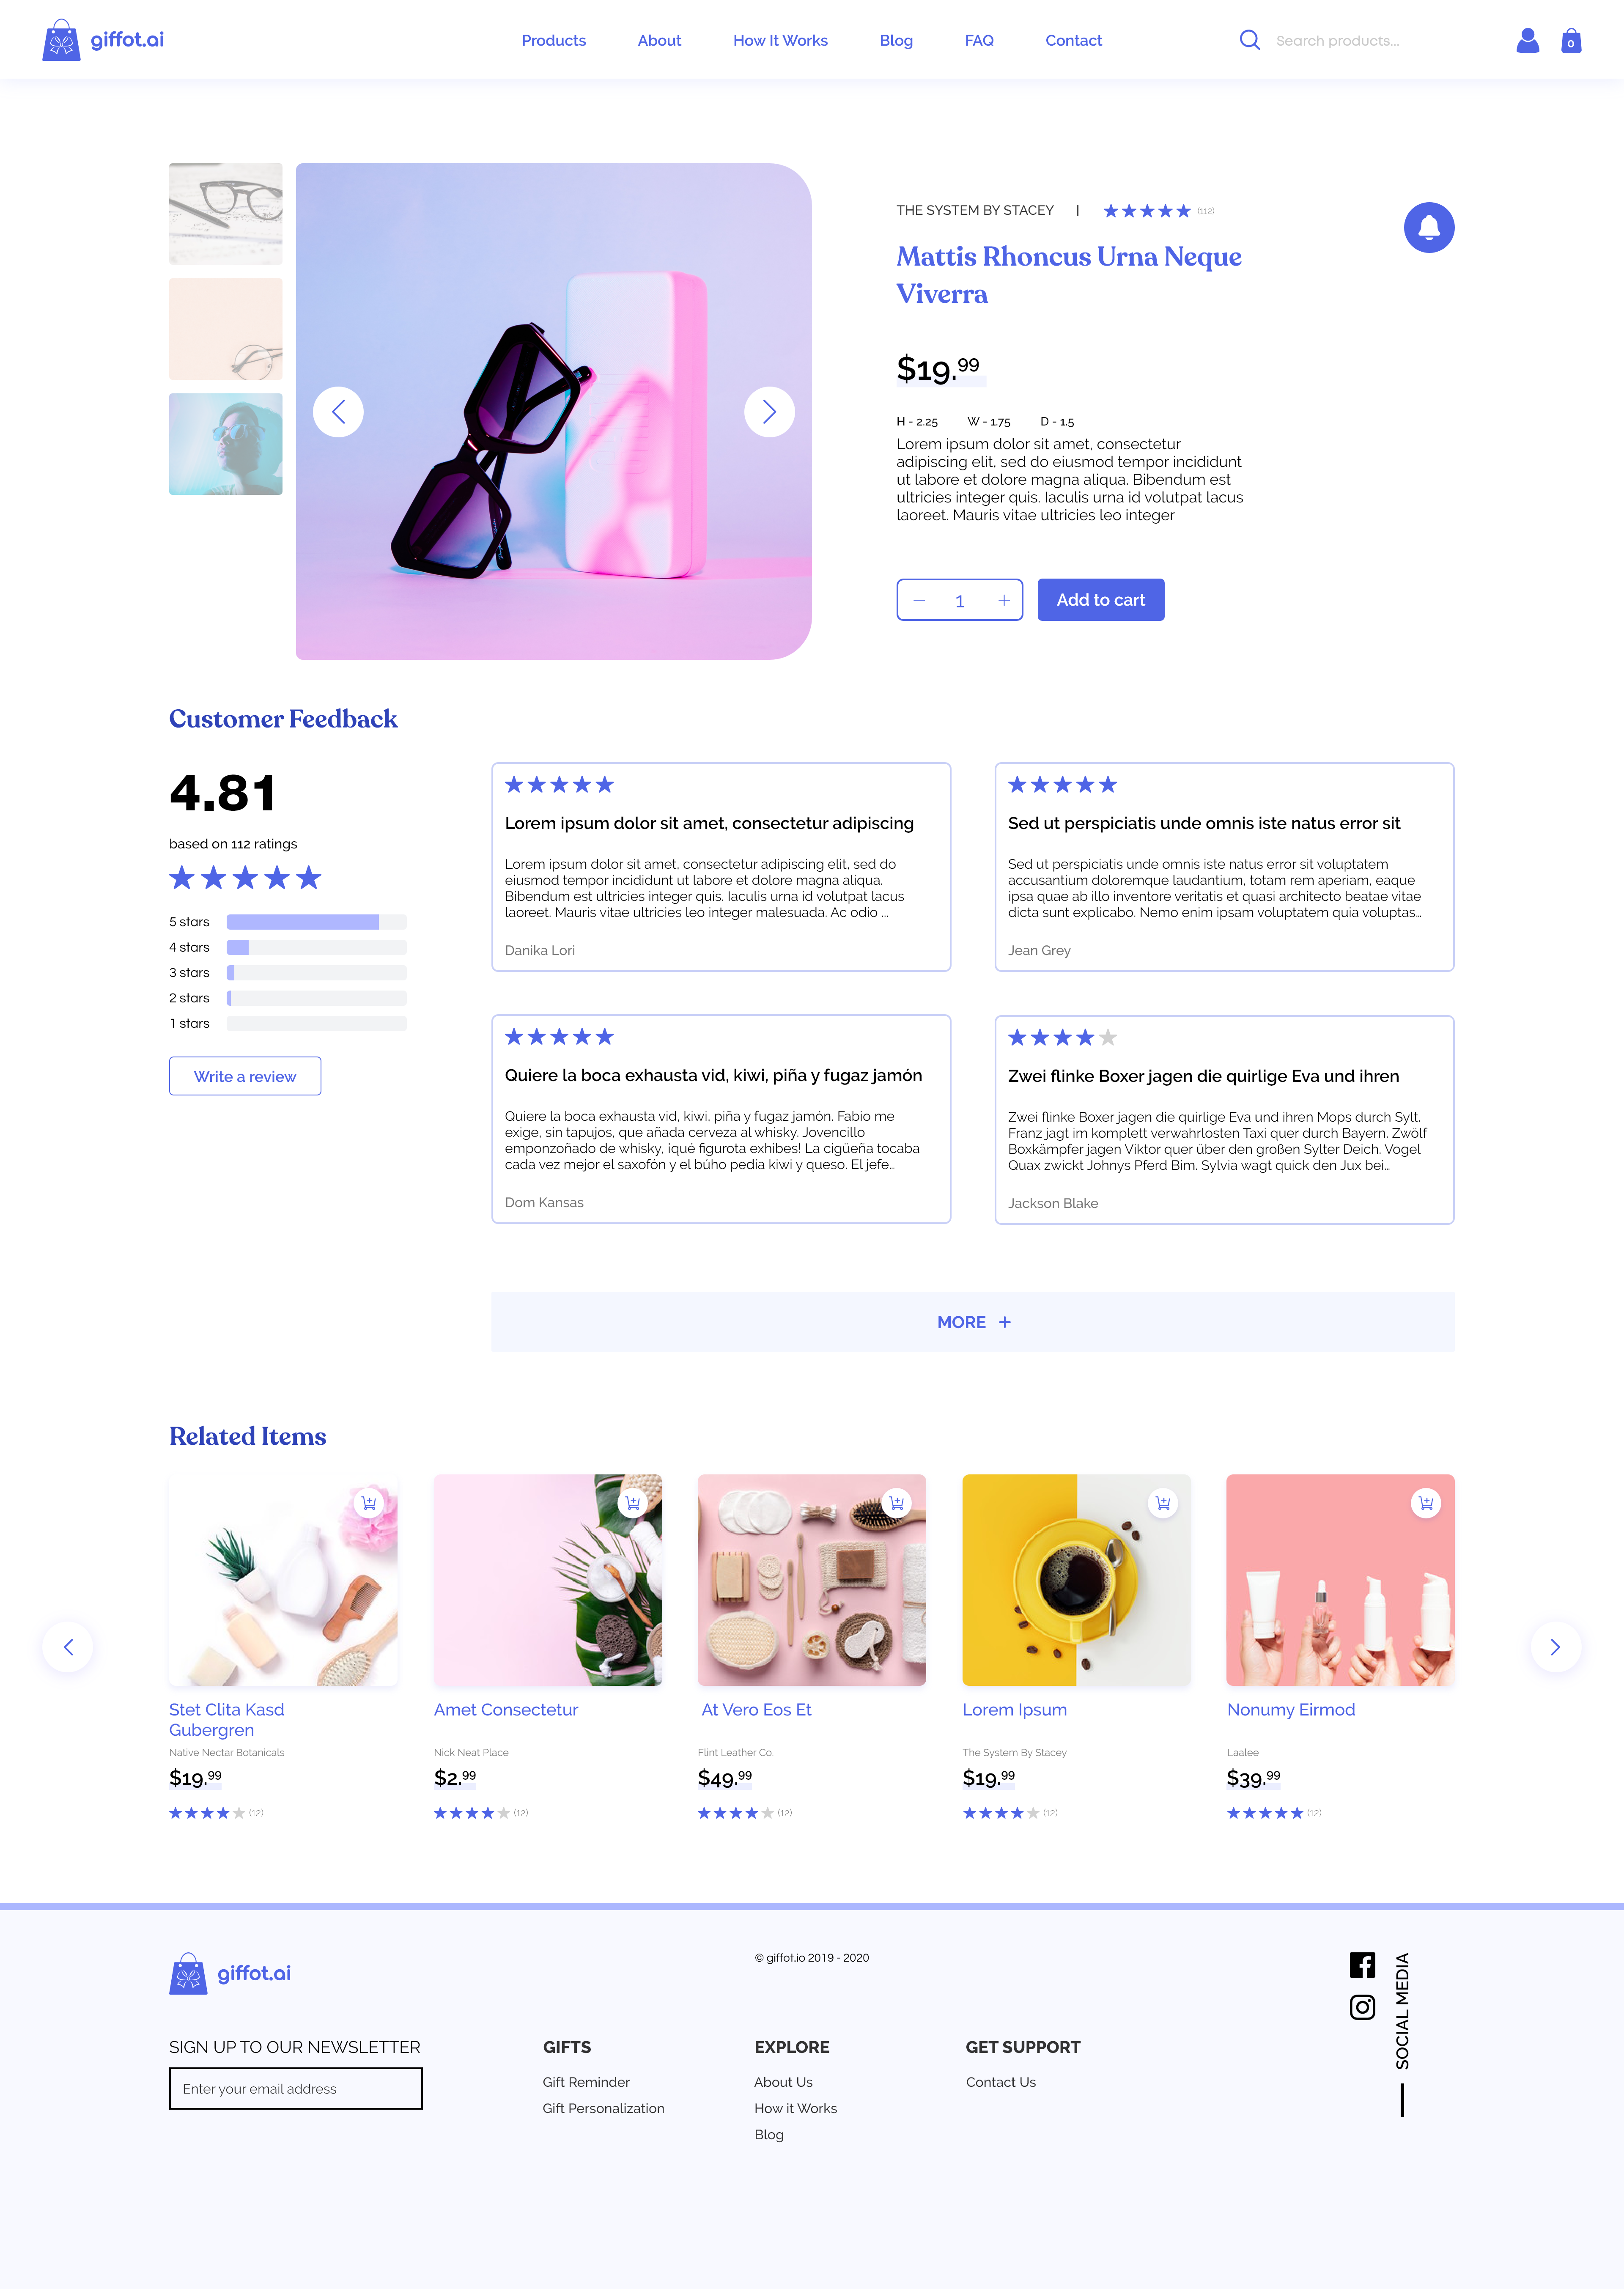 giffot.ai
Products About How It Works Blog FAQ Contact
Search products...
0
THE SYSTEM BY STACEY | (112)
Mattis Rhoncus Urna Neque
Viverra
$19.99
H - 2.25 W - 1.75 D - 1.5
Lorem ipsum dolor sit amet, consectetur
adipiscing elit, sed do eiusmod tempor incididunt
ut labore et dolore magna aliqua. Bibendum est
ultricies integer quis. Iaculis urna id volutpat lacus
laoreet. Mauris vitae ultricies leo integer
1
Add to cart
Customer Feedback
4.81
based on 112 ratings
5 stars
4 stars
3 stars
2 stars
1 stars
Write a review
Lorem ipsum dolor sit amet, consectetur adipiscing
Lorem ipsum dolor sit amet, consectetur adipiscing elit, sed do
eiusmod tempor incididunt ut labore et dolore magna aliqua.
Bibendum est ultricies integer quis. Iaculis urna id volutpat lacus
laoreet. Mauris vitae ultricies leo integer malesuada. Ac odio ...
Danika Lori
Sed ut perspiciatis unde omnis iste natus error sit
Sed ut perspiciatis unde omnis iste natus error sit voluptatem
accusantium doloremque laudantium, totam rem aperiam, eaque
ipsa quae ab illo inventore veritatis et quasi architecto beatae vitae
dicta sunt explicabo. Nemo enim ipsam voluptatem quia voluptas...
Jean Grey
Quiere la boca exhausta vid, kiwi, piña y fugaz jamón
Quiere la boca exhausta vid, kiwi, piña y fugaz jamón. Fabio me
exige, sin tapujos, que añada cerveza al whisky. Jovencillo
emponzoñado de whisky, ¡qué figurota exhibes! La cigüeña tocaba
cada vez mejor el saxofón y el búho pedía kiwi y queso. El jefe...
Dom Kansas
Zwei flinke Boxer jagen die quirlige Eva und ihren
Zwei flinke Boxer jagen die quirlige Eva und ihren Mops durch Sylt.
Franz jagt im komplett verwahrlosten Taxi quer durch Bayern. Zwölf
Boxkämpfer jagen Viktor quer über den großen Sylter Deich. Vogel
Quax zwickt Johnys Pferd Bim. Sylvia wagt quick den Jux bei...
Jackson Blake
MORE +
Related Items
Stet Clita Kasd
Gubergren
Native Nectar Botanicals
$19.99
(12)
Amet Consectetur
Nick Neat Place
$2.99
(12)
At Vero Eos Et
Flint Leather Co.
$49.99
(12)
Lorem Ipsum
The System By Stacey
$19.99
(12)
Nonumy Eirmod
Laalee
$39.99
(12)
giffot.ai
© giffot.io 2019 - 2020
SOCIAL MEDIA
SIGN UP TO OUR NEWSLETTER
Enter your email address
GIFTS
Gift Reminder
Gift Personalization
EXPLORE
About Us
How it Works
Blog
GET SUPPORT
Contact Us